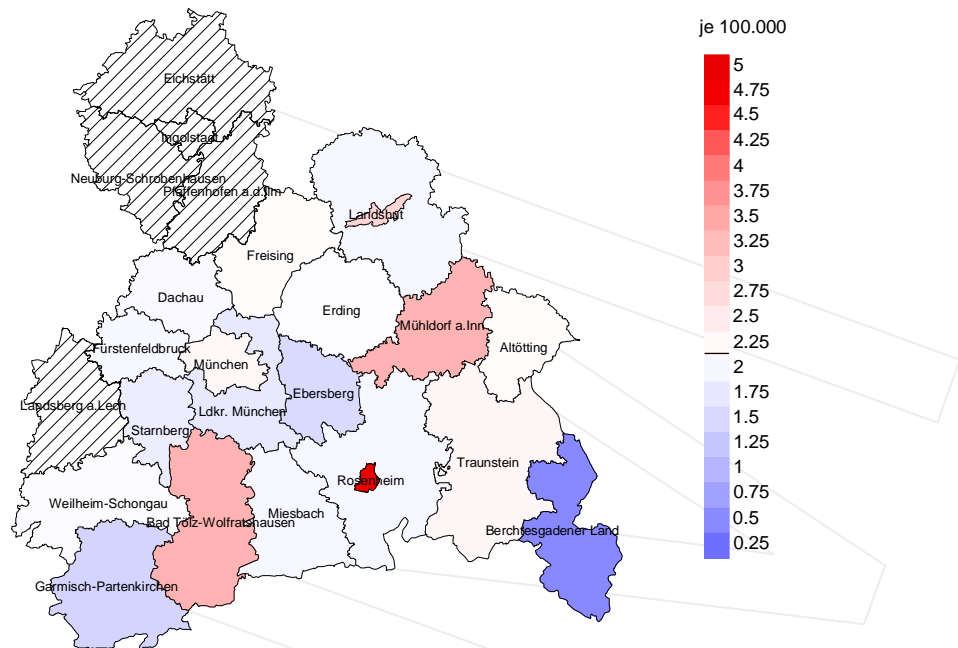 je 100.000
5
4.75
4.5
4.25
4
3.75
3.5
3.25
3
2.75
2.5
2.25
2
1.75
1.5
1.25
1
0.75
0.5
0.25
Eichstätt
Ingolstadt
Neuburg-Schrobenhausen
Pfaffenhofen a.d.Ilm
Landshut
Freising
Dachau
Erding
Mühldorf a.Inn
Altötting
Fürstenfeldbruck
München
Ebersberg
Landsberg a.Lech
Ldkr. München
Starnberg
Traunstein
Rosenheim
Weilheim-Schongau
Miesbach
Bad Tölz-Wolfratshausen
Berchtesgadener Land
Garmisch-Partenkirchen